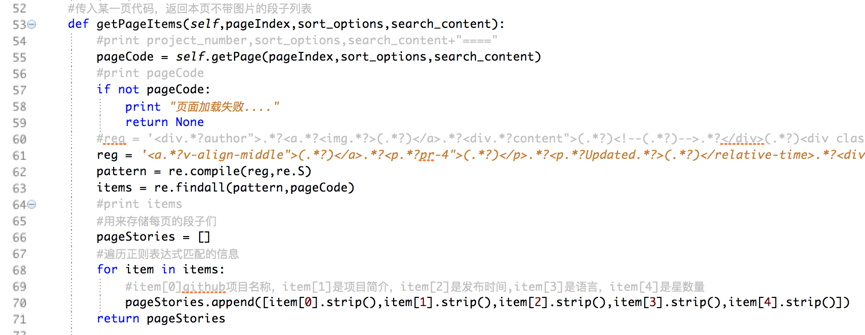 52 #传入某一页代码，返回本页不带图片的段子列表
53 def getPageItems(self,pageIndex,sort_options,search_content):
54 #print project_number,sort_options,search_content+"===="
55 pageCode = self.getPage(pageIndex,sort_options,search_content)
56 #print pageCode
57 if not pageCode:
58 print "页面加载失败...."
59 return None
60 #reg = '<div.*?author">.*?<a.*?<img.*?>(.*?)</a>.*?<div.*?content">(.*?)<!--(.*?)-->.*?</div>(.*?)<div clas
61 reg = '<a.*?v-align-middle">(.*?)</a>.*?<p.*?pr-4">(.*?)</p>.*?<p.*?Updated.*?>(.*?)</relative-time>.*?<div
62 pattern = re.compile(reg,re.S)
63 items = re.findall(pattern,pageCode)
64 #print items
65 #用来存储每页的段子们
66 pageStories = []
67 #遍历正则表达式匹配的信息
68 for item in items:
69 #item[0]github项目名称，item[1]是项目简介，item[2]是发布时间,item[3]是语言，item[4]是星数量
70 pageStories.append([item[0].strip(),item[1].strip(),item[2].strip(),item[3].strip(),item[4].strip()])
71 return pageStories